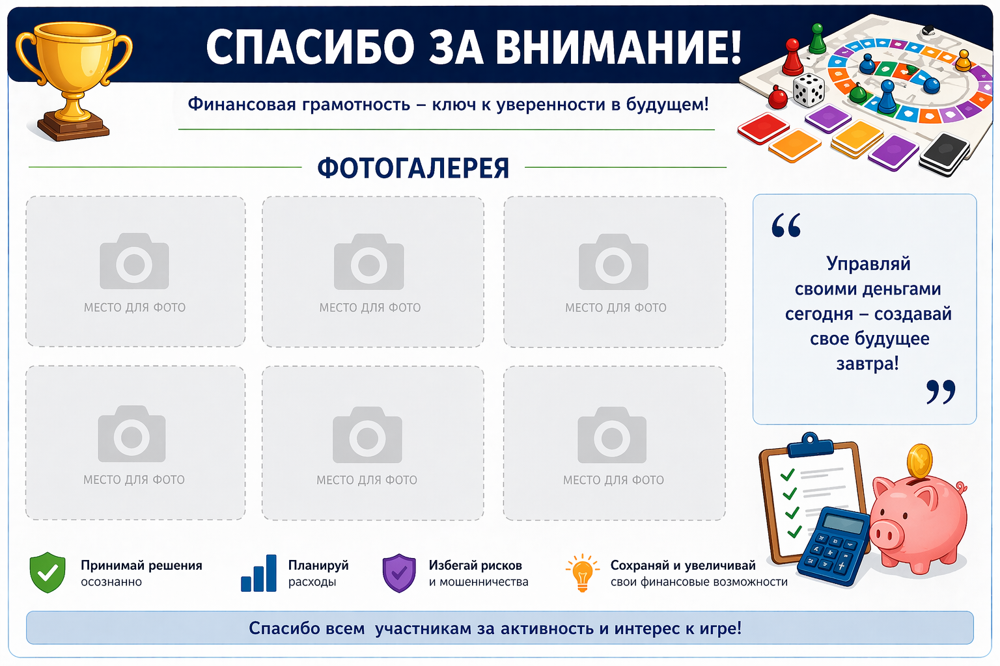 СПАСИБО ЗА ВНИМАНИЕ!
Финансовая грамотность – ключ к уверенности в будущем!
ФОТОГАЛЕРЕЯ
МЕСТО ДЛЯ ФОТО
МЕСТО ДЛЯ ФОТО
МЕСТО ДЛЯ ФОТО
МЕСТО ДЛЯ ФОТО
МЕСТО ДЛЯ ФОТО
МЕСТО ДЛЯ ФОТО
“
Управляй
своими деньгами
сегодня – создавай
свое будущее
завтра!
”
Принимай решения
осознанно
Планируй
расходы
Избегай рисков
и мошенничества
Сохраняй и увеличивай
свои финансовые возможности
Спасибо всем  участникам за активность и интерес к игре!